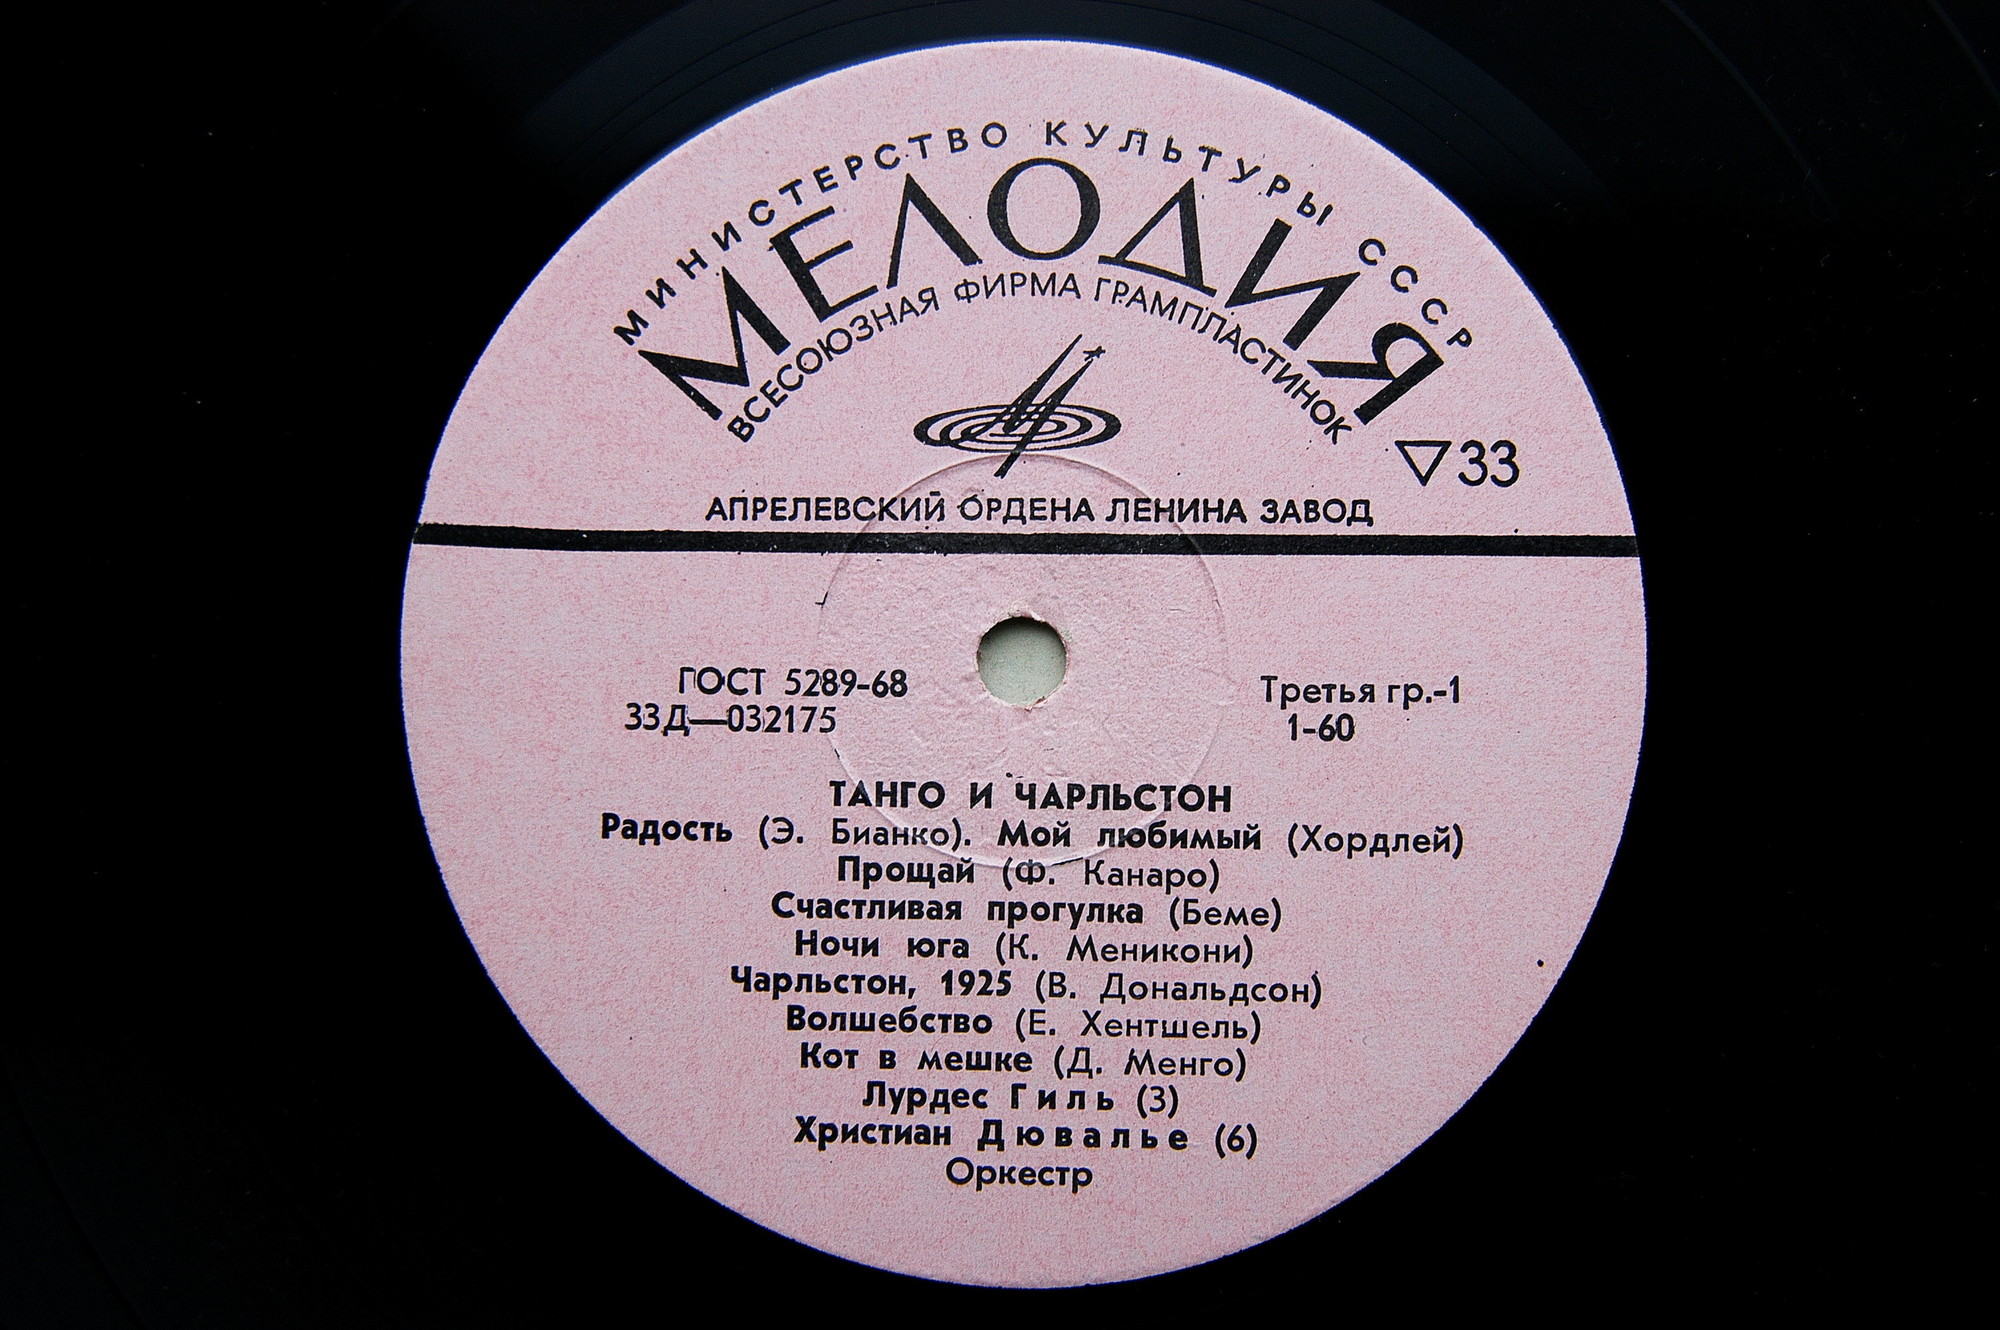 МИНИСТЕРСТВО КУЛЬТУРЫ СССР
МЕЛОДИЯ
ВСЕСОЮЗНАЯ ФИРМА ГРАМПЛАСТИНОК
▽33
АПРЕЛЕВСКИЙ ОРДЕНА ЛЕНИНА ЗАВОД
ГОСТ 5289-68
33Д—032175
Третья гр.-1
1-60
ТАНГО И ЧАРЛЬСТОН
Радость (Э. Бианко). Мой любимый (Хордлей)
Прощай (Ф. Канаро)
Счастливая прогулка (Беме)
Ночи юга (К. Меникони)
Чарльстон, 1925 (В. Дональдсон)
Волшебство (Е. Хентшель)
Кот в мешке (Д. Менго)
Лурдес Гиль (3)
Христиан Дювалье (6)
Оркестр